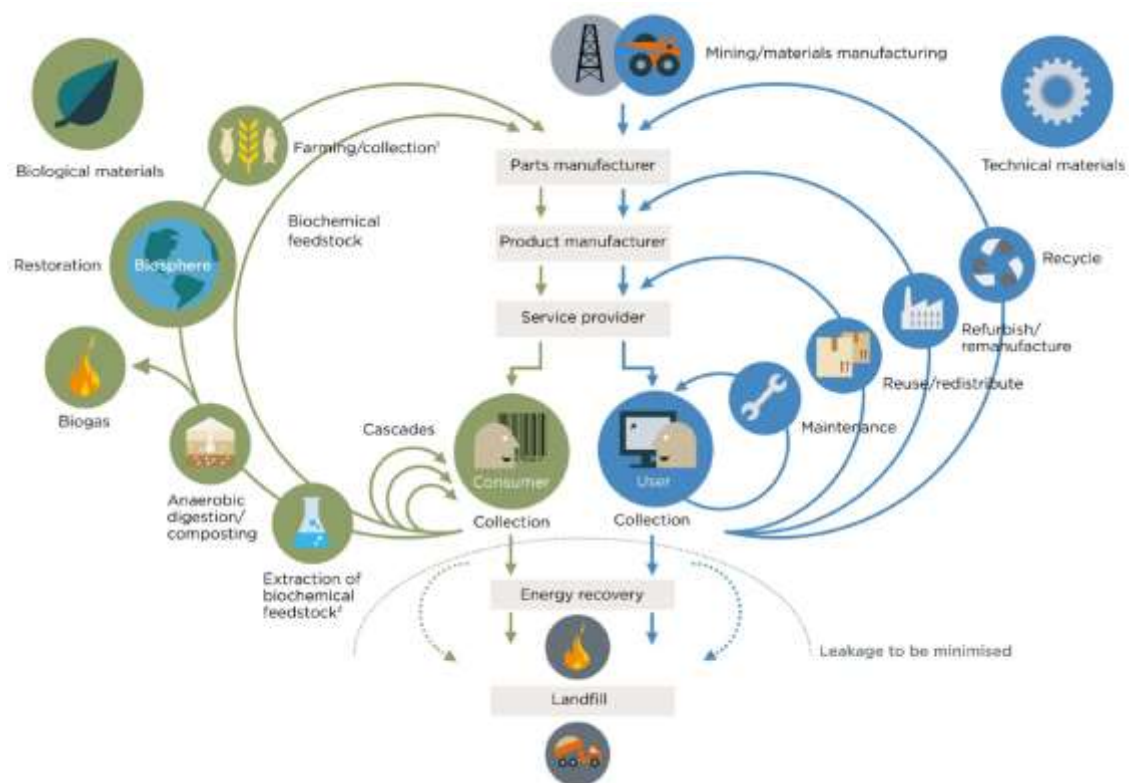 Mining/materials manufacturing
Biological materials
Farming/collection¹
Parts manufacturer
Technical materials
Biochemical
feedstock
Product manufacturer
Restoration
Biosphere
Recycle
Service provider
Refurbish/
remanufacture
Reuse/redistribute
Biogas
Cascades
Maintenance
Consumer
User
Anaerobic
digestion/
composting
Collection
Collection
Extraction of
biochemical
feedstock²
Energy recovery
Leakage to be minimised
Landfill